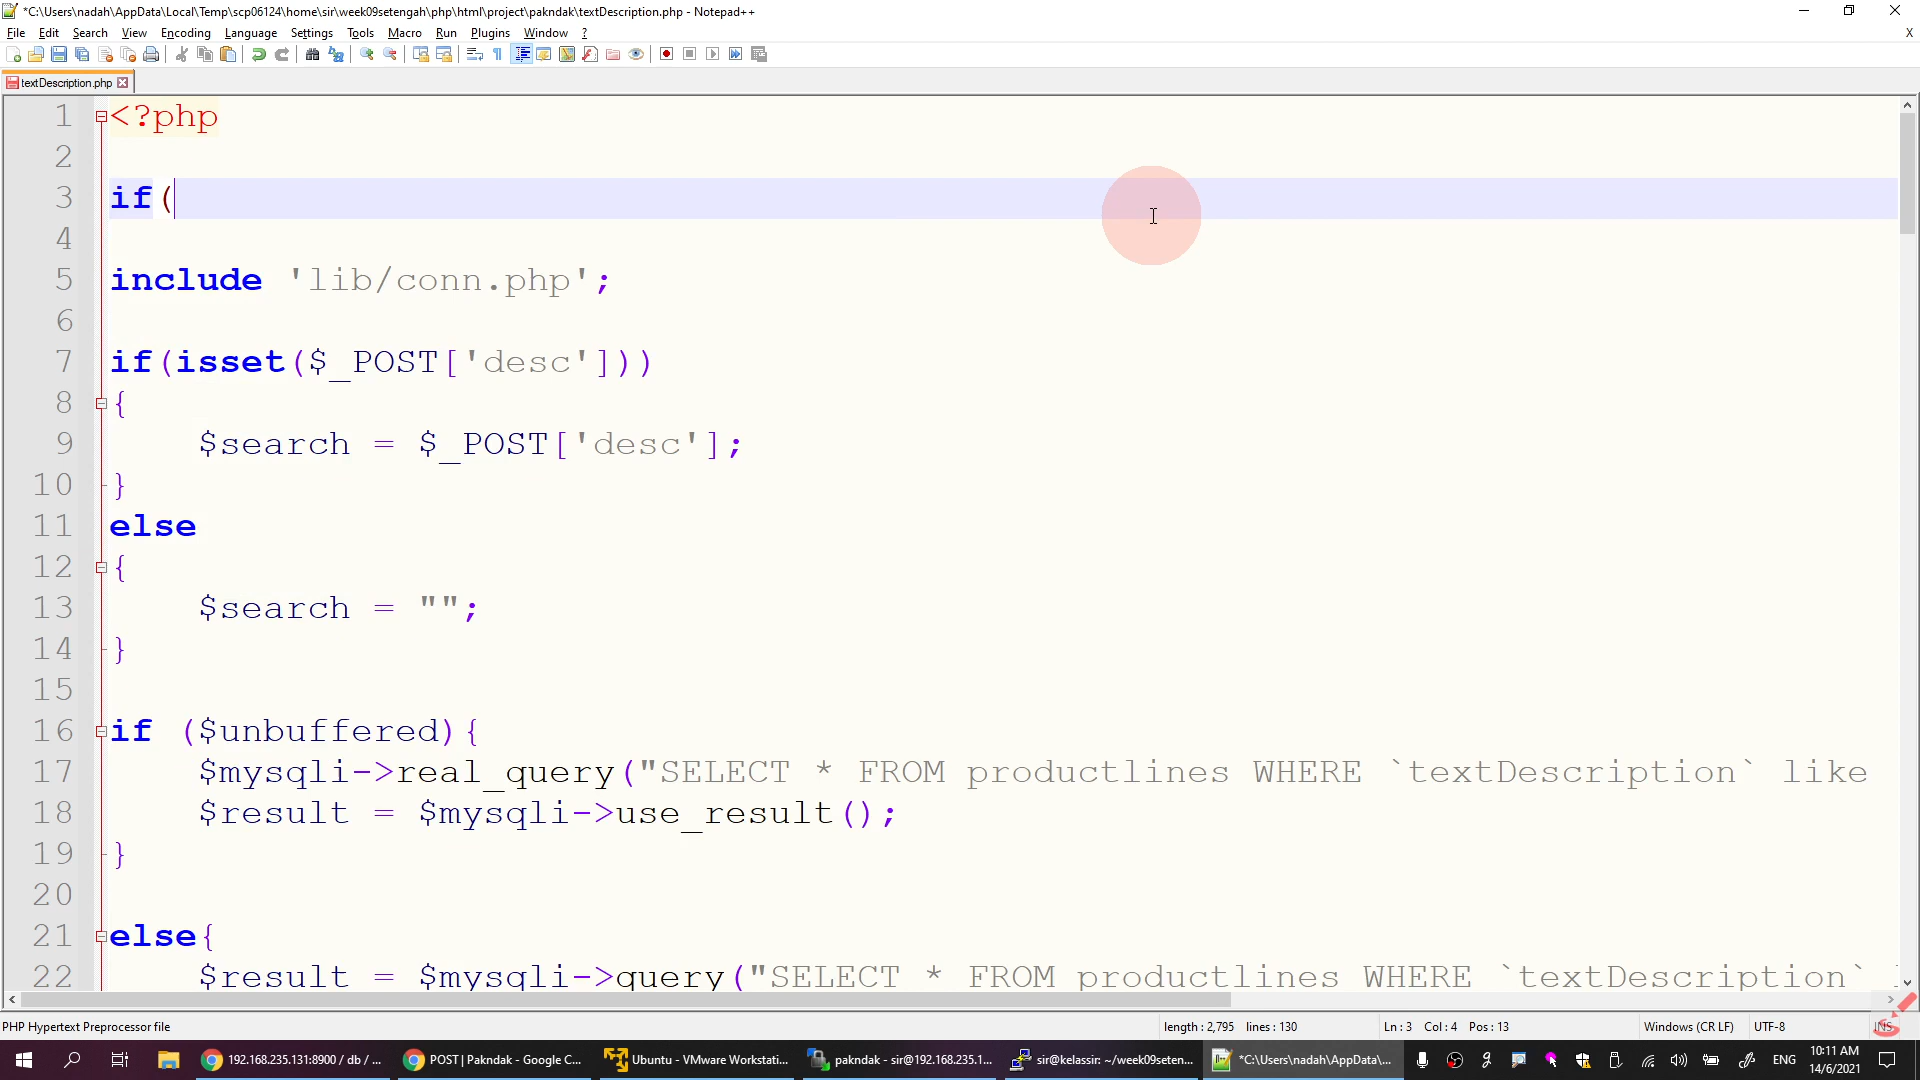 *C:\Users\nadah\AppData\Local\Temp\scp06124\home\sir\week09setengah\php\html\project\pakndak\textDescription.php - Notepad++
File Edit Search View Encoding Language Settings Tools Macro Run Plugins Window ? X
textDescription.php
1 <?php
2
3 if(
4
5 include 'lib/conn.php';
6
7 if(isset($_POST['desc']))
8 {
9 $search = $_POST['desc'];
10 }
11 else
12 {
13 $search = "";
14 }
15
16 if ($unbuffered){
17 $mysqli->real_query("SELECT * FROM productlines WHERE `textDescription` like
18 $result = $mysqli->use_result();
19 }
20
21 else{
22 $result = $mysqli->query("SELECT * FROM productlines WHERE `textDescription`
PHP Hypertext Preprocessor file length : 2,795 lines : 130 Ln : 3 Col : 4 Pos : 13 Windows (CR LF) UTF-8 INS
192.168.235.131:8900 / db / ... POST | Pakndak - Google C... Ubuntu - VMware Workstati... pakndak - sir@192.168.235.1... sir@kelassir: ~/week09seten... *C:\Users\nadah\AppData\... ENG 10:11 AM
14/6/2021